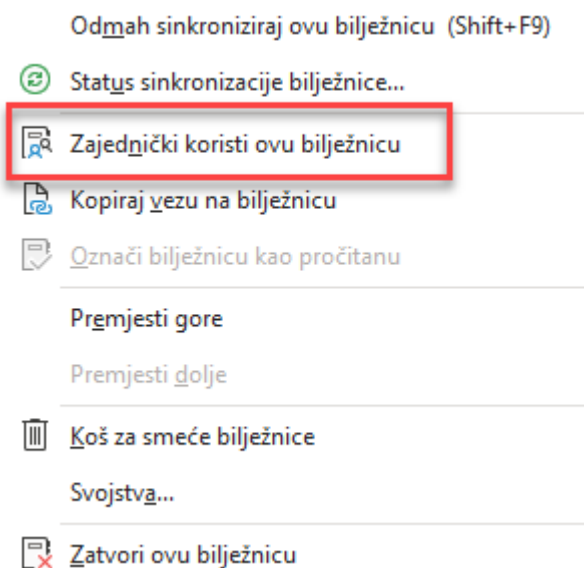 Odmah sinkroniziraj ovu bilježnicu (Shift+F9)
Status sinkronizacije bilježnice...
Zajednički koristi ovu bilježnicu
Kopiraj vezu na bilježnicu
Označi bilježnicu kao pročitanu
Premjesti gore
Premjesti dolje
Koš za smeće bilježnice
Svojstva...
Zatvori ovu bilježnicu